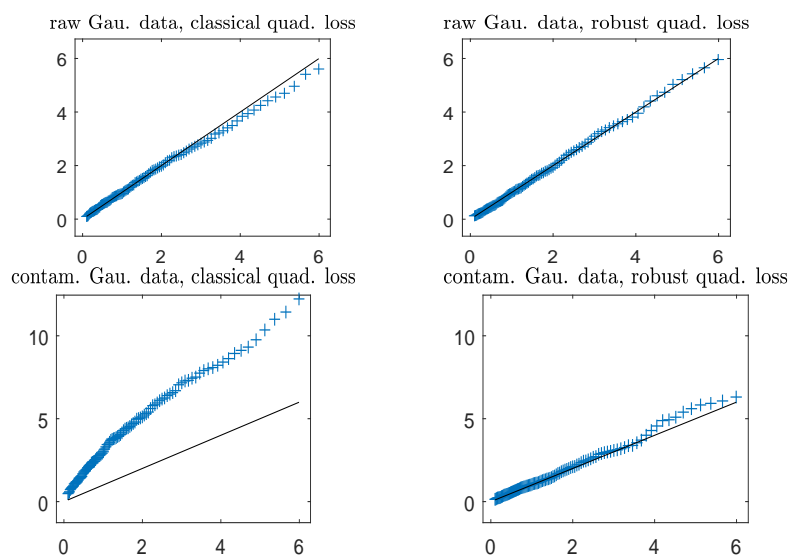 raw Gau. data, classical quad. loss
6
4
2
0
0 2 4 6
raw Gau. data, robust quad. loss
6
4
2
0
0 2 4 6
contam. Gau. data, classical quad. loss
10
5
0
0 2 4 6
contam. Gau. data, robust quad. loss
10
5
0
0 2 4 6